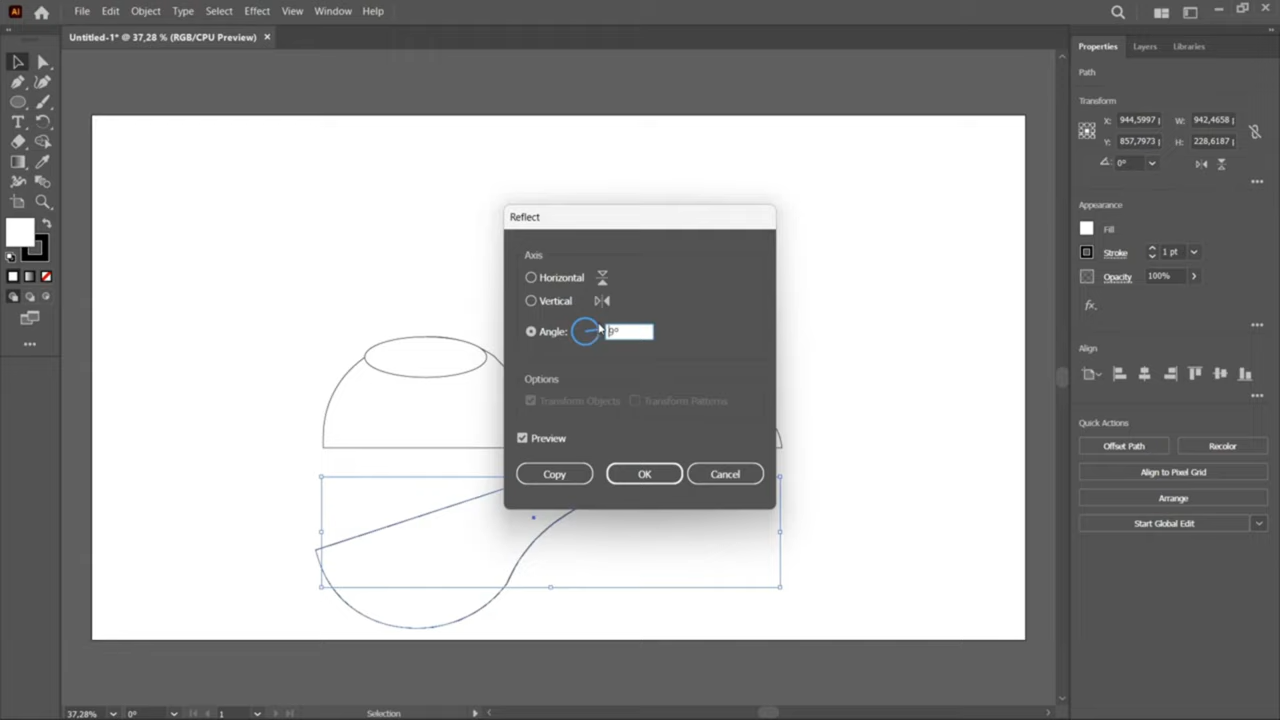 Ai File Edit Object Type Select Effect View Window Help
Untitled-1* @ 37,28 % (RGB/CPU Preview) ×
Properties Layers Libraries
Path
Transform
X: 944,5997 W: 942,4658
Y: 857,7973 H: 228,6187
0°
Appearance
Fill
Stroke 1 pt
Opacity 100%
fx.
Align
Quick Actions
Offset Path Recolor
Align to Pixel Grid
Arrange
Start Global Edit
Reflect
Axis
Horizontal
Vertical
Angle: 9°
Options
Transform Objects Transform Patterns
Preview
Copy OK Cancel
37,28% 0° 1 Selection